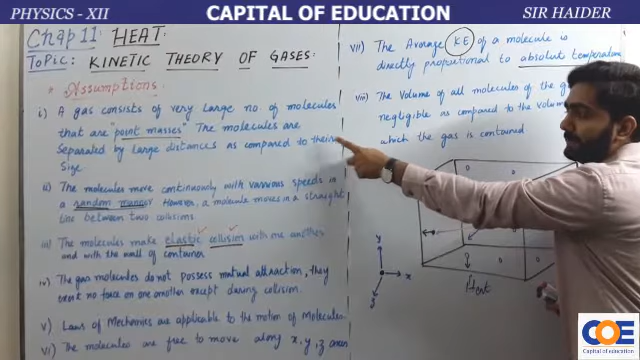 PHYSICS - XII
CAPITAL OF EDUCATION
SIR HAIDER
Chap 11: HEAT
TOPIC: KINETIC THEORY OF GASES:
Assumptions
i) A gas consists of very large no. of molecules
that are "point masses" The molecules are
separated by large distances as compared to their
size
ii) The molecules move continuously with various speeds in
a random manner However, a molecule moves in a straight
line between two collisions.
iii) The molecules make elastic collision with one another
and with the wall of container
iv) The gas molecules do not possess mutual attraction, they
exert no force on one another except during collision.
v) Laws of Mechanics are applicable to the motion of Molecules.
vi) The molecules are free to move along x, y, z axes
vii) The Average KE of a molecule is
directly proportional to absolute temperature
viii) The volume of all molecules of the
negligible as compared to the volume
which the gas is contained
y
x
z
COE
Capital of education